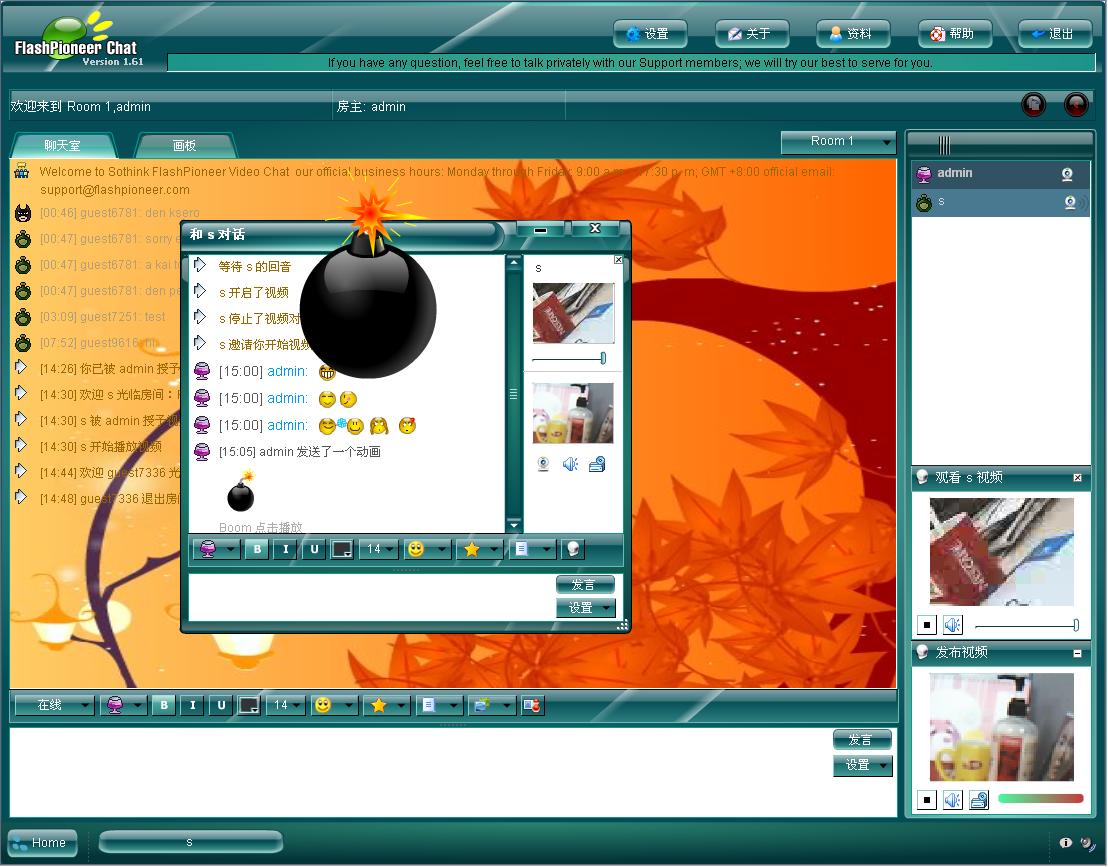 FlashPioneer Chat
Version 1.61
设置
关于
资料
帮助
退出
If you have any question, feel free to talk privately with our Support members; we will try our best to serve for you.
欢迎来到 Room 1,admin
房主: admin
聊天室
画板
Room 1
Welcome to Sothink FlashPioneer Video Chat our official business hours: Monday through Friday, 9:00 a.m. - 17:30 p. m; GMT +8:00 official email:
support@flashpioneer.com
[00:46] guest6781: den ksero
[00:47] guest6781: sorry
[00:47] guest6781: a kai
[00:47] guest6781: den
[03:09] guest7251: test
[07:52] guest9616:
[14:26] 你已被 admin 授予
[14:30] 欢迎 s 光临房间：
[14:30] s 被 admin 授予
[14:30] s 开始播放视频
[14:44] 欢迎 guest7336 光
[14:48] guest7336 退出房
和 s 对话
等待 s 的回音
s 开启了视频
s 停止了视频对
s 邀请你开始视频
[15:00] admin:
[15:00] admin:
[15:00] admin:
[15:05] admin 发送了一个动画
Boom 点击播放
s
B I U 14
发言
设置
admin
s
观看 s 视频
发布视频
在线
B I U 14
发言
设置
Home
s